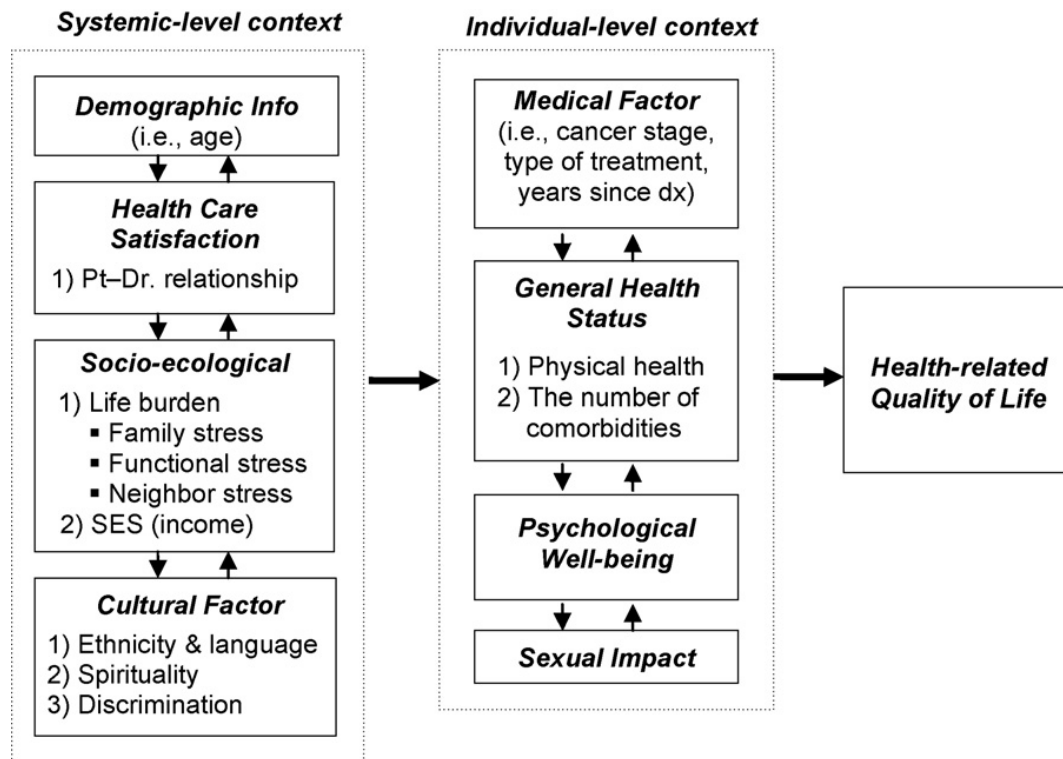 Systemic-level context
Demographic Info
(i.e., age)
Health Care
Satisfaction
1) Pt–Dr. relationship
Socio-ecological
1) Life burden
▪ Family stress
▪ Functional stress
▪ Neighbor stress
2) SES (income)
Cultural Factor
1) Ethnicity & language
2) Spirituality
3) Discrimination
Individual-level context
Medical Factor
(i.e., cancer stage,
type of treatment,
years since dx)
General Health
Status
1) Physical health
2) The number of
comorbidities
Psychological
Well-being
Sexual Impact
Health-related
Quality of Life